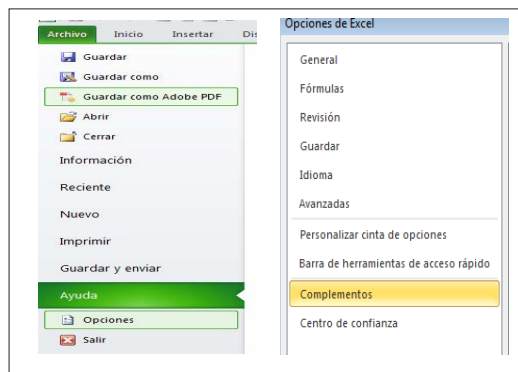 Archivo Inicio Insertar Dis
Guardar
Guardar como
Guardar como Adobe PDF
Abrir
Cerrar
Información
Reciente
Nuevo
Imprimir
Guardar y enviar
Ayuda
Opciones
Salir
Opciones de Excel
General
Fórmulas
Revisión
Guardar
Idioma
Avanzadas
Personalizar cinta de opciones
Barra de herramientas de acceso rápido
Complementos
Centro de confianza